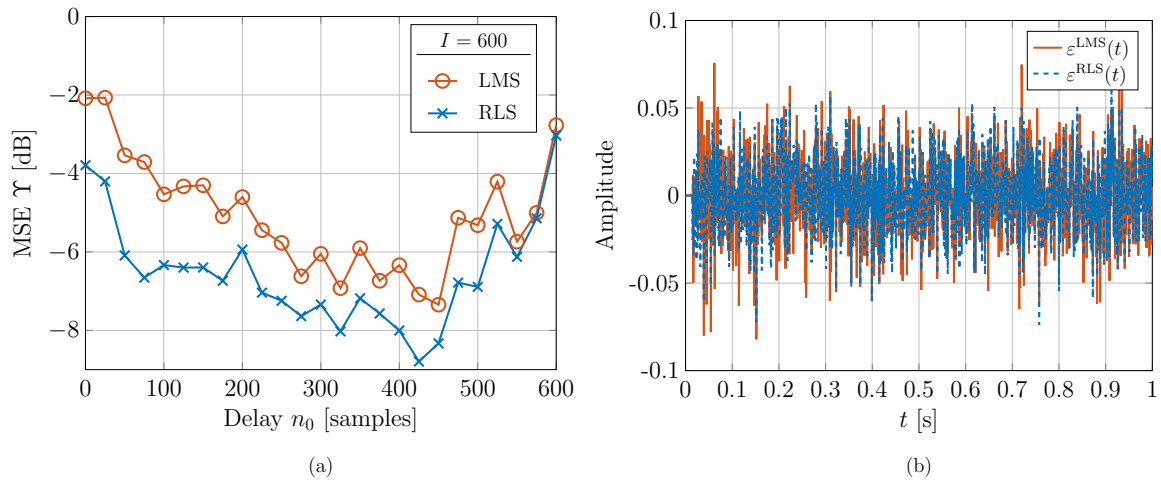 0
−2
−4
−6
−8
MSE Υ [dB]
0 100 200 300 400 500 600
Delay n₀ [samples]
I = 600
LMS
RLS
(a)
0.1
0.05
0
-0.05
-0.1
Amplitude
0 0.1 0.2 0.3 0.4 0.5 0.6 0.7 0.8 0.9 1
t [s]
ε^LMS(t)
ε^RLS(t)
(b)